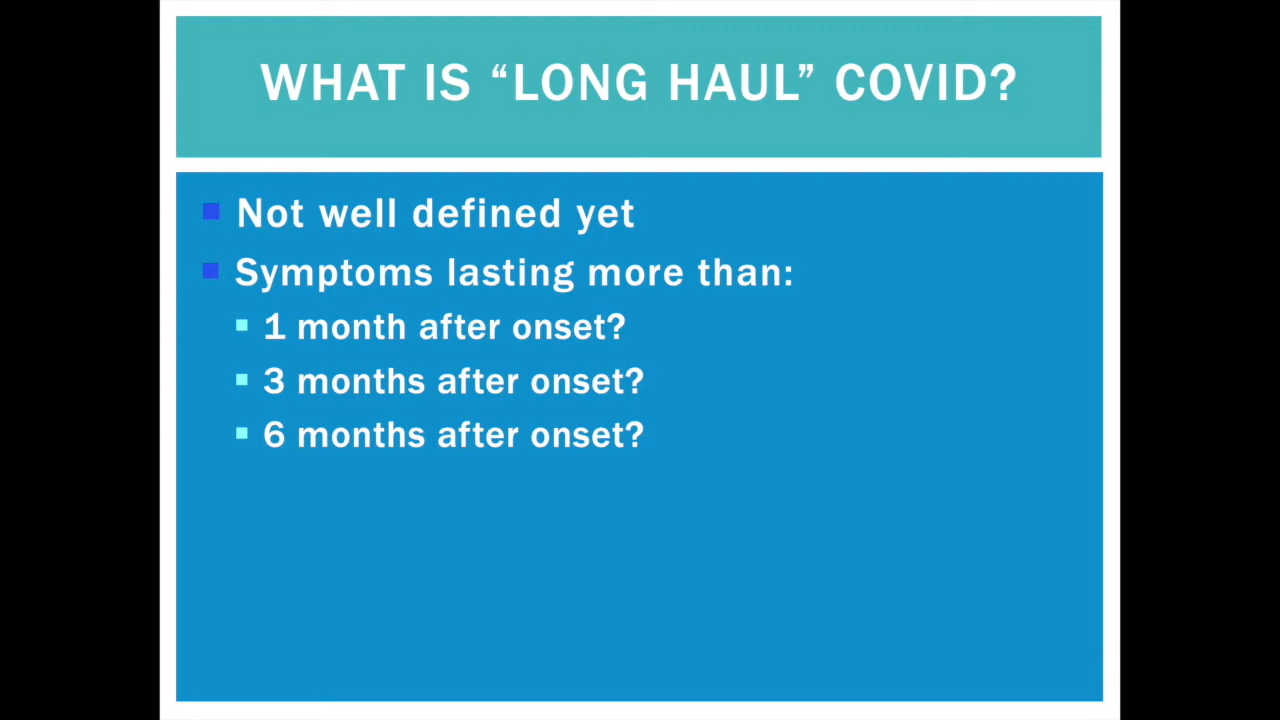 WHAT IS “LONG HAUL” COVID?
Not well defined yet
Symptoms lasting more than:
1 month after onset?
3 months after onset?
6 months after onset?